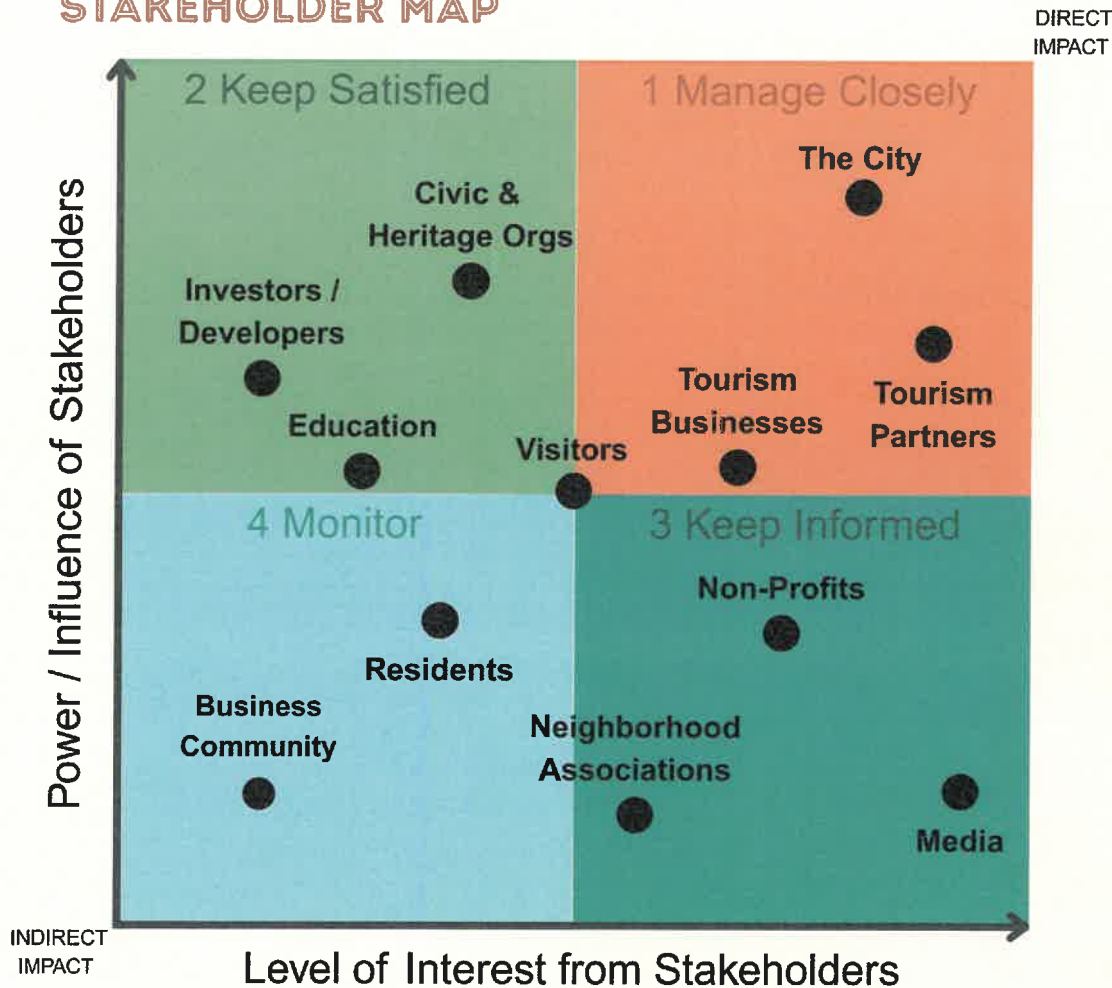 STAKEHOLDER MAP
DIRECT
IMPACT
2 Keep Satisfied
1 Manage Closely
The City
Civic &
Heritage Orgs
Investors /
Developers
Tourism
Businesses
Tourism
Partners
Education
Visitors
4 Monitor
3 Keep Informed
Non-Profits
Residents
Business
Community
Neighborhood
Associations
Media
Power / Influence of Stakeholders
INDIRECT
IMPACT
Level of Interest from Stakeholders